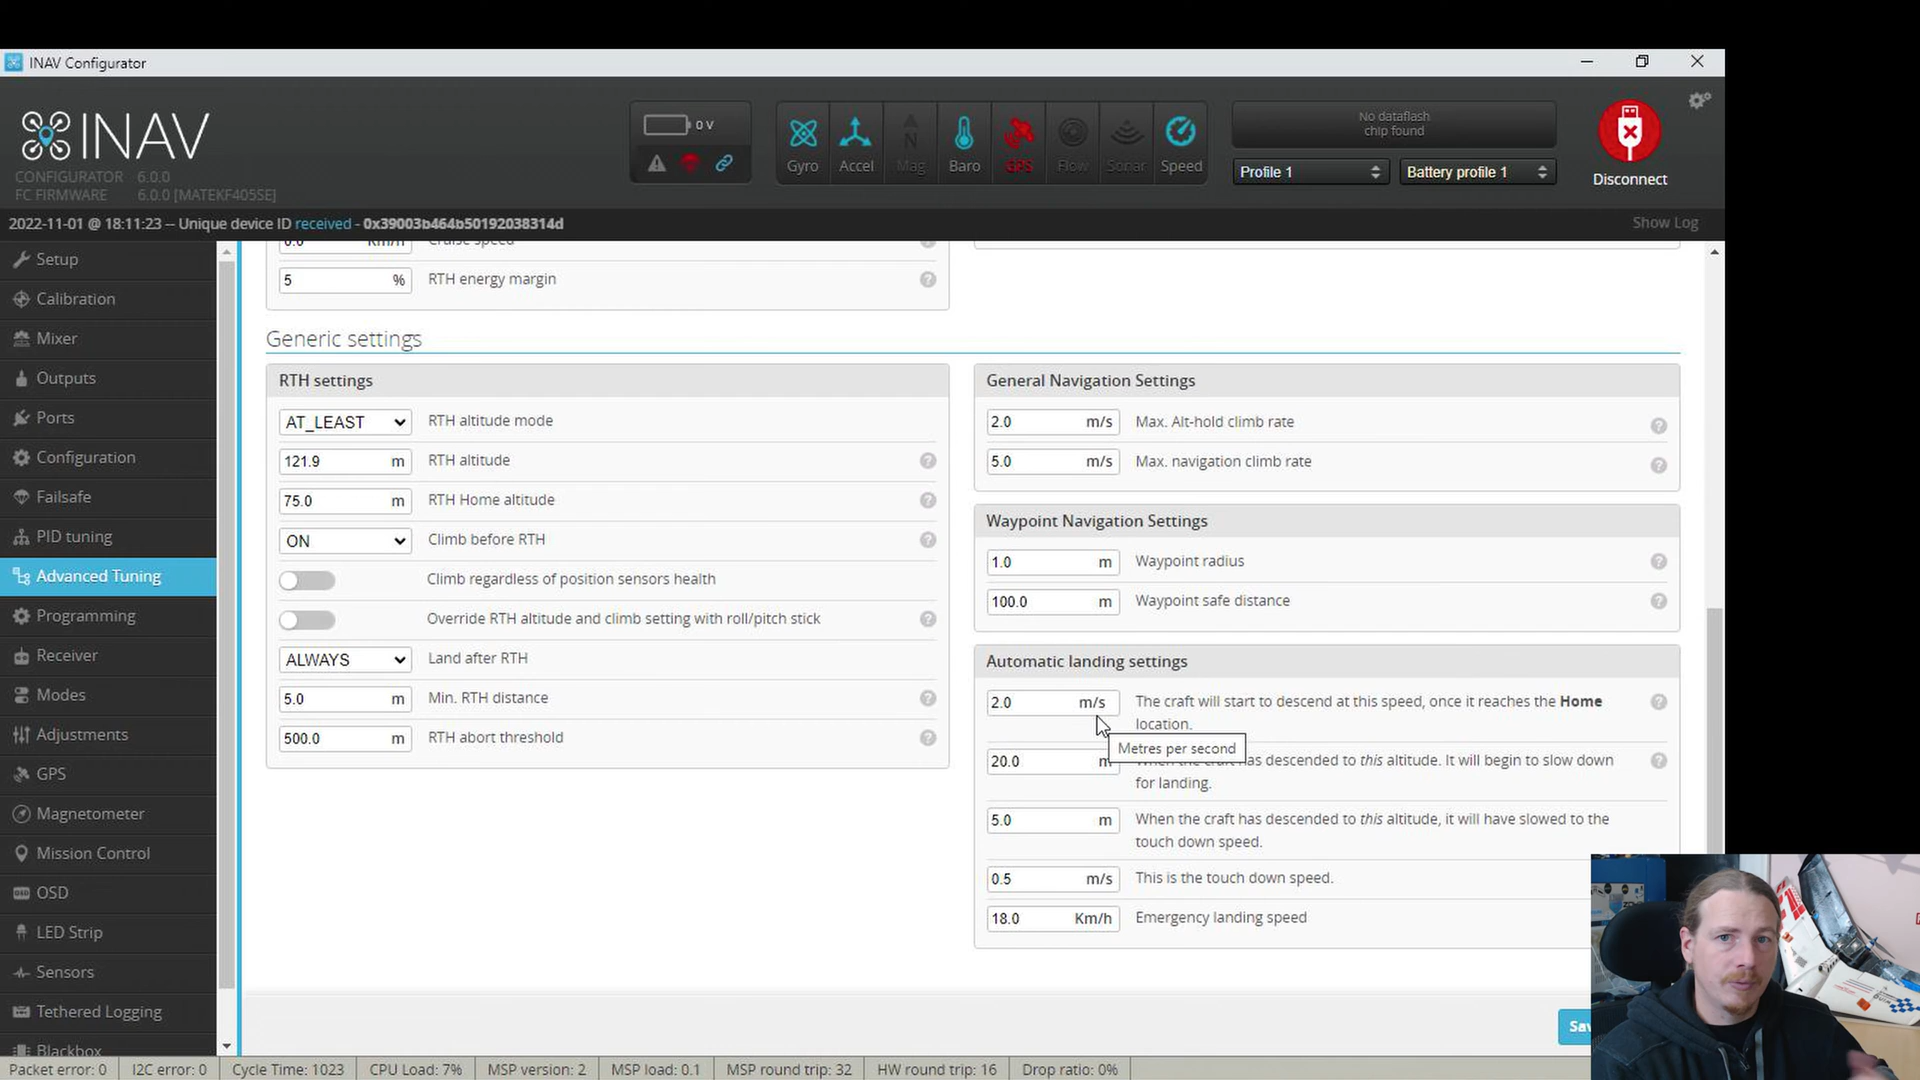 INAV Configurator
INAV
CONFIGURATOR 6.0.0
FC FIRMWARE 6.0.0 [MATEKF405SE]
0 V
Gyro
Accel
Mag
Baro
GPS
Flow
Sonar
Speed
No dataflash
chip found
Profile 1
Battery profile 1
Disconnect
2022-11-01 @ 18:11:23 -- Unique device ID received - 0x39003b464b50192038314d
Show Log
Setup
Calibration
Mixer
Outputs
Ports
Configuration
Failsafe
PID tuning
Advanced Tuning
Programming
Receiver
Modes
Adjustments
GPS
Magnetometer
Mission Control
OSD
LED Strip
Sensors
Tethered Logging
Blackbox
0.0 Km/h Cruise speed
5 % RTH energy margin
Generic settings
RTH settings
AT_LEAST RTH altitude mode
121.9 m RTH altitude
75.0 m RTH Home altitude
ON Climb before RTH
Climb regardless of position sensors health
Override RTH altitude and climb setting with roll/pitch stick
ALWAYS Land after RTH
5.0 m Min. RTH distance
500.0 m RTH abort threshold
General Navigation Settings
2.0 m/s Max. Alt-hold climb rate
5.0 m/s Max. navigation climb rate
Waypoint Navigation Settings
1.0 m Waypoint radius
100.0 m Waypoint safe distance
Automatic landing settings
2.0 m/s The craft will start to descend at this speed, once it reaches the Home
location.
Metres per second
20.0 m When the craft has descended to this altitude. It will begin to slow down
for landing.
5.0 m When the craft has descended to this altitude, it will have slowed to the
touch down speed.
0.5 m/s This is the touch down speed.
18.0 Km/h Emergency landing speed
Packet error: 0
I2C error: 0
Cycle Time: 1023
CPU Load: 7%
MSP version: 2
MSP load: 0.1
MSP round trip: 32
HW round trip: 16
Drop ratio: 0%